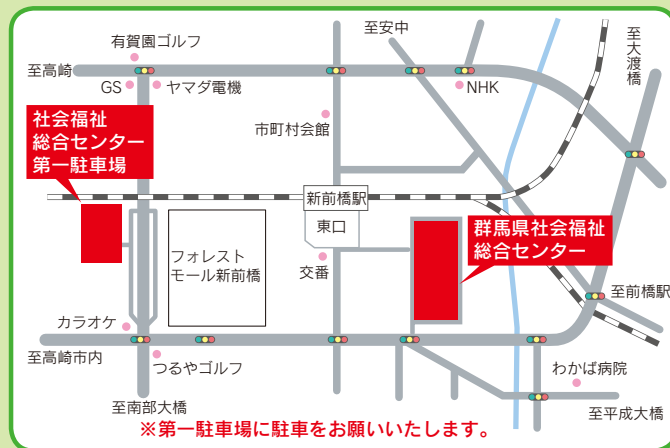 至安中
有賀園ゴルフ
至大渡橋
至高崎
GS
ヤマダ電機
NHK
社会福祉
総合センター
第一駐車場
市町村会館
新前橋駅
東口
群馬県社会福祉
総合センター
フォレスト
モール新前橋
交番
至前橋駅
カラオケ
至高崎市内
つるやゴルフ
わかば病院
至南部大橋
至平成大橋
※第一駐車場に駐車をお願いいたします。